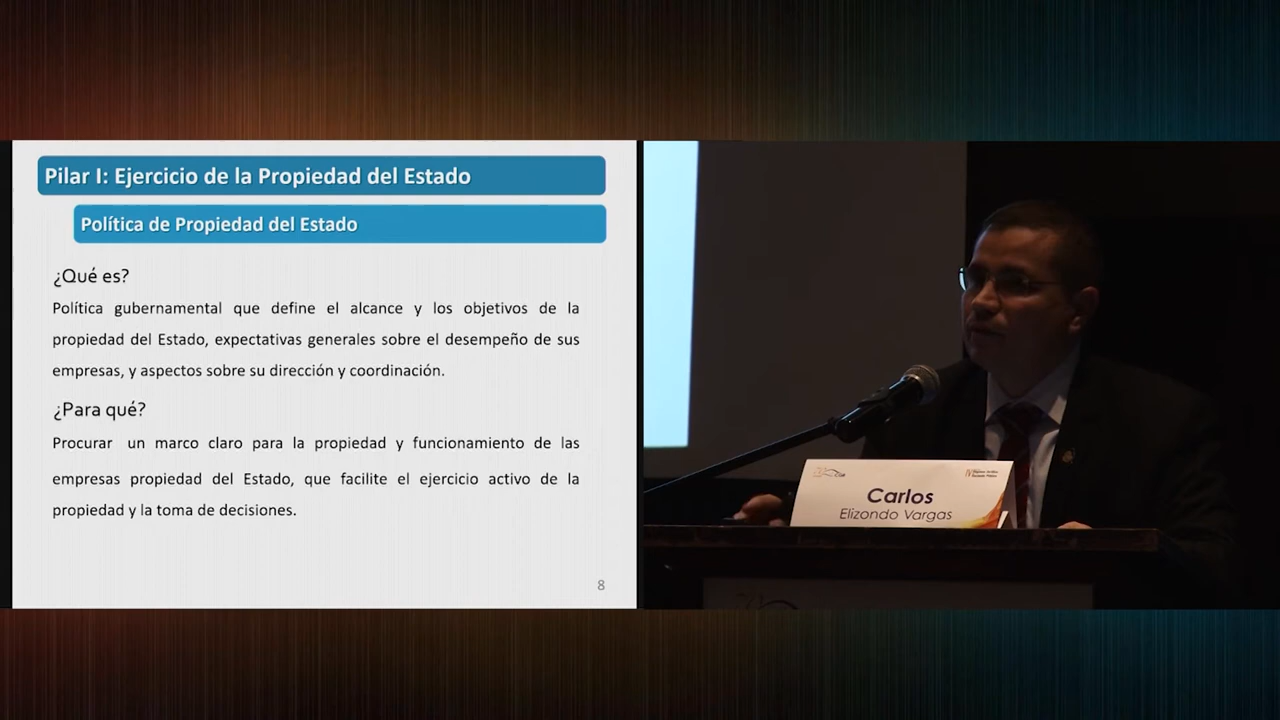 Pilar I: Ejercicio de la Propiedad del Estado
Política de Propiedad del Estado
¿Qué es?
Política gubernamental que define el alcance y los objetivos de la
propiedad del Estado, expectativas generales sobre el desempeño de sus
empresas, y aspectos sobre su dirección y coordinación.
¿Para qué?
Procurar un marco claro para la propiedad y funcionamiento de las
empresas propiedad del Estado, que facilite el ejercicio activo de la
propiedad y la toma de decisiones.
8
Carlos
Elizondo Vargas